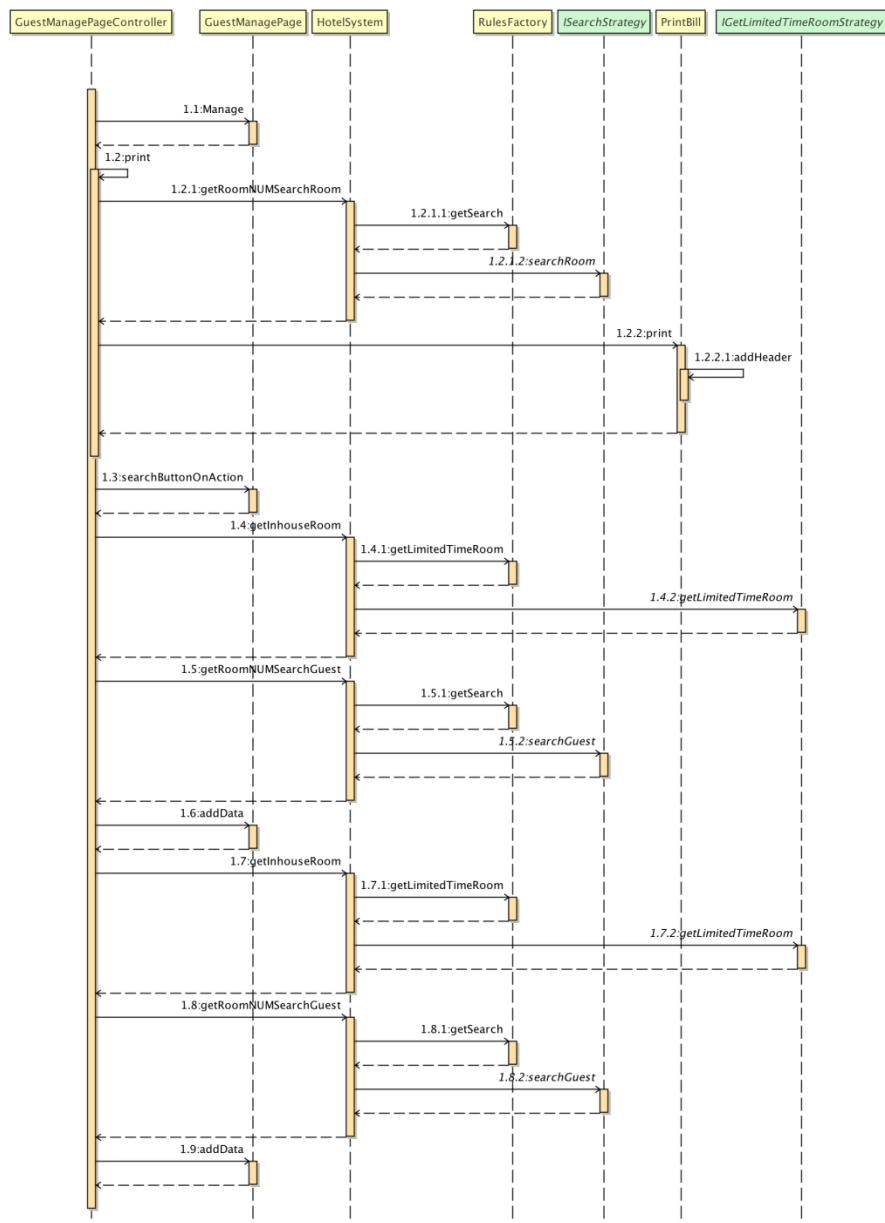 GuestManagePageController
GuestManagePage
HotelSystem
RulesFactory
ISearchStrategy
PrintBill
IGetLimitedTimeRoomStrategy
1.1:Manage
1.2:print
1.2.1:getRoomNUMSearchRoom
1.2.1.1:getSearch
1.2.1.2:searchRoom
1.2.2:print
1.2.2.1:addHeader
1.3:searchButtonOnAction
1.4:getInhouseRoom
1.4.1:getLimitedTimeRoom
1.4.2:getLimitedTimeRoom
1.5:getRoomNUMSearchGuest
1.5.1:getSearch
1.5.2:searchGuest
1.6:addData
1.7:getInhouseRoom
1.7.1:getLimitedTimeRoom
1.7.2:getLimitedTimeRoom
1.8:getRoomNUMSearchGuest
1.8.1:getSearch
1.8.2:searchGuest
1.9:addData